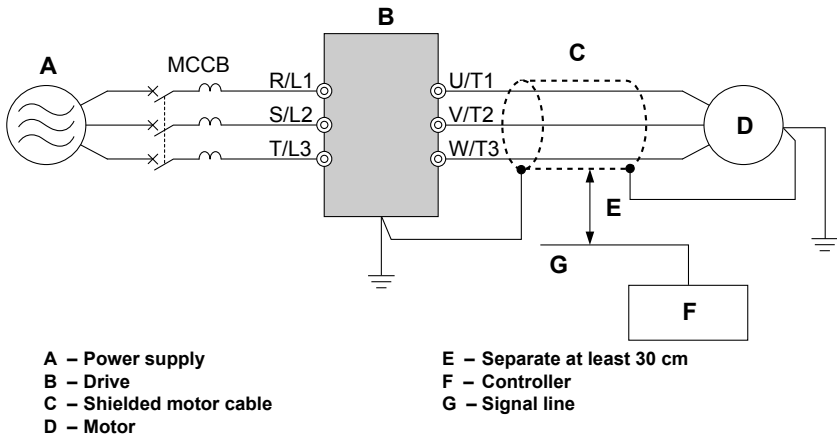 B
C
A
MCCB
R/L1
U/T1
S/L2
V/T2
D
T/L3
W/T3
E
G
F
A – Power supply
B – Drive
C – Shielded motor cable
D – Motor
E – Separate at least 30 cm
F – Controller
G – Signal line